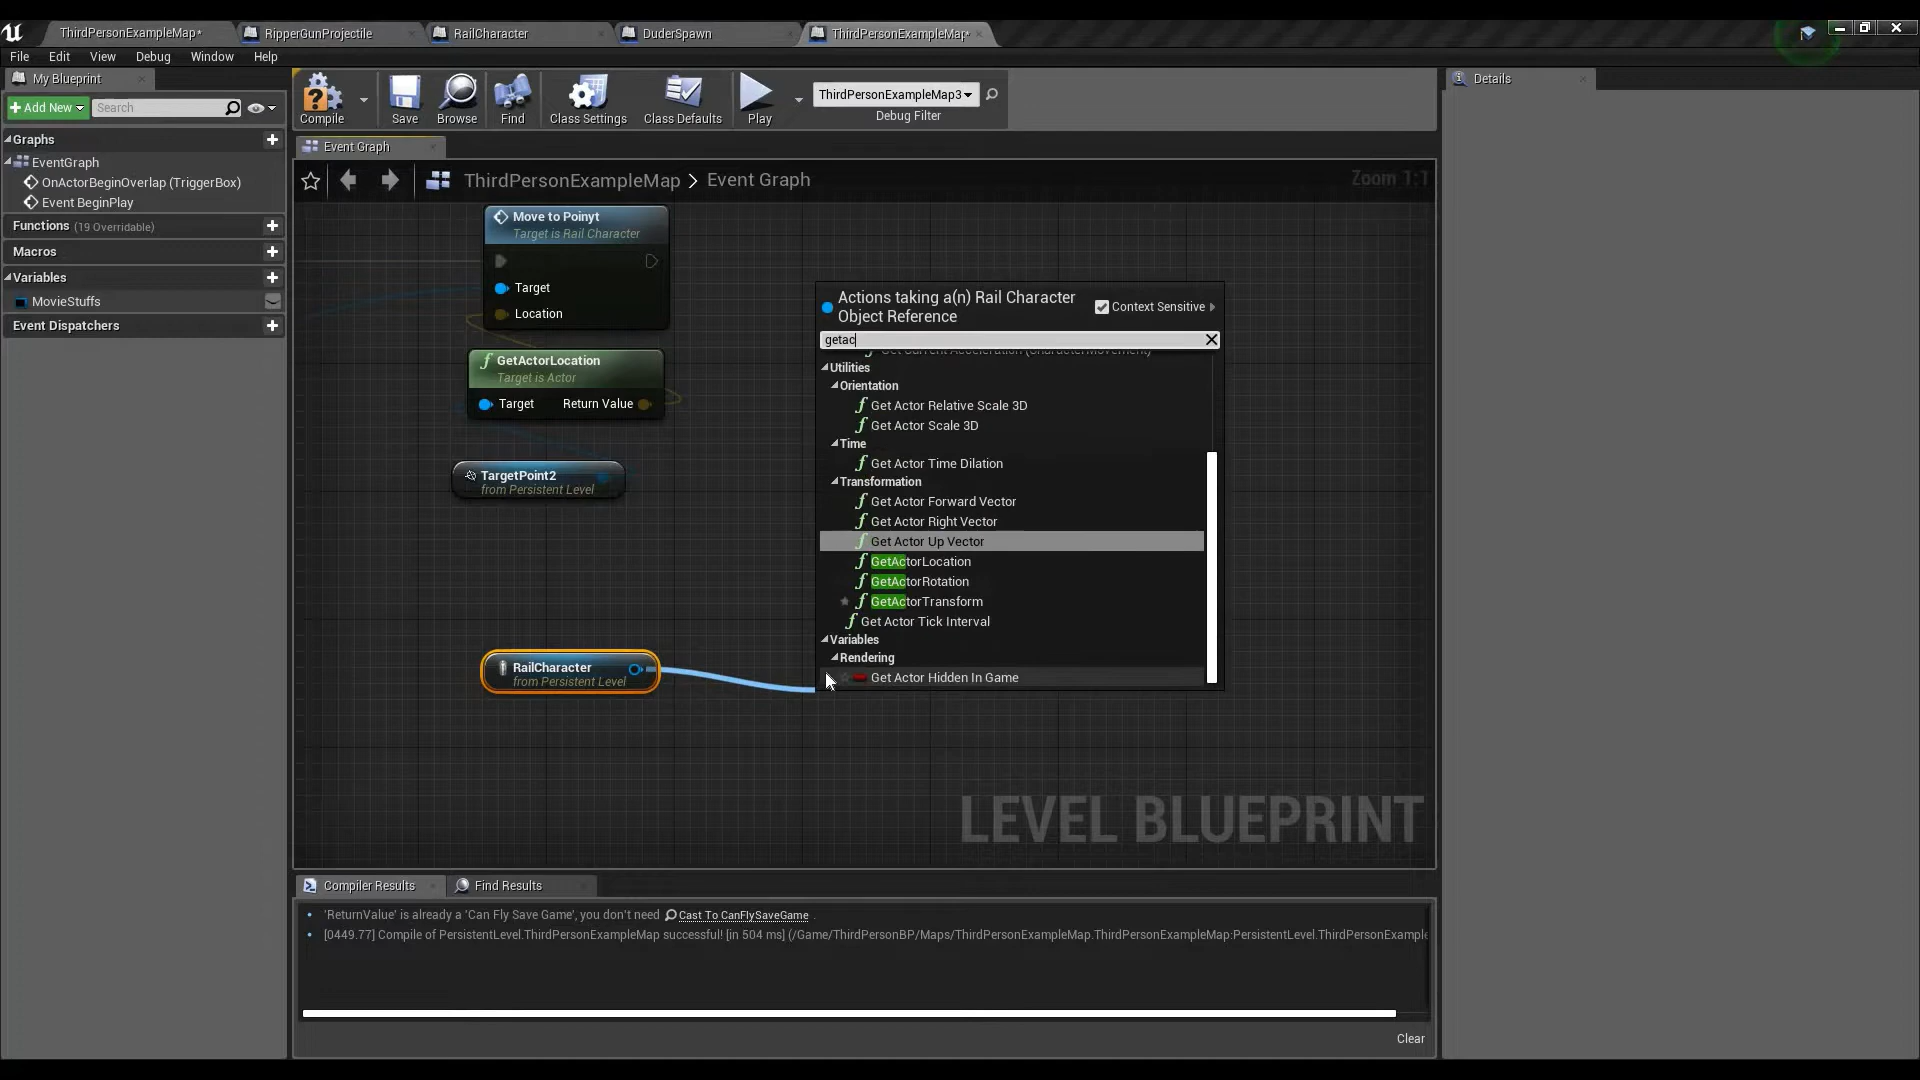 ThirdPersonExampleMap*
RipperGunProjectile
RailCharacter
DuderSpawn
ThirdPersonExampleMap*
File Edit View Debug Window Help
My Blueprint
Add New
Search
Graphs
EventGraph
OnActorBeginOverlap (TriggerBox)
Event BeginPlay
Functions (19 Overridable)
Macros
Variables
MovieStuffs
Event Dispatchers
Compile
Save
Browse
Find
Class Settings
Class Defaults
Play
ThirdPersonExampleMap3
Debug Filter
Event Graph
ThirdPersonExampleMap > Event Graph
Zoom 1:1
Move to Poinyt
Target is Rail Character
Target
Location
GetActorLocation
Target is Actor
Target Return Value
TargetPoint2
from Persistent Level
RailCharacter
from Persistent Level
Actions taking a(n) Rail Character
Object Reference
Context Sensitive
getac
Get Current Acceleration (CharacterMovement)
Utilities
Orientation
Get Actor Relative Scale 3D
Get Actor Scale 3D
Time
Get Actor Time Dilation
Transformation
Get Actor Forward Vector
Get Actor Right Vector
Get Actor Up Vector
GetActorLocation
GetActorRotation
GetActorTransform
Get Actor Tick Interval
Variables
Rendering
Get Actor Hidden In Game
LEVEL BLUEPRINT
Compiler Results
Find Results
'ReturnValue' is already a 'Can Fly Save Game', you don't need Cast To CanFlySaveGame .
[0449.77] Compile of PersistentLevel.ThirdPersonExampleMap successful! [in 504 ms] (/Game/ThirdPersonBP/Maps/ThirdPersonExampleMap.ThirdPersonExampleMap:PersistentLevel.ThirdPersonExample
Clear
Details